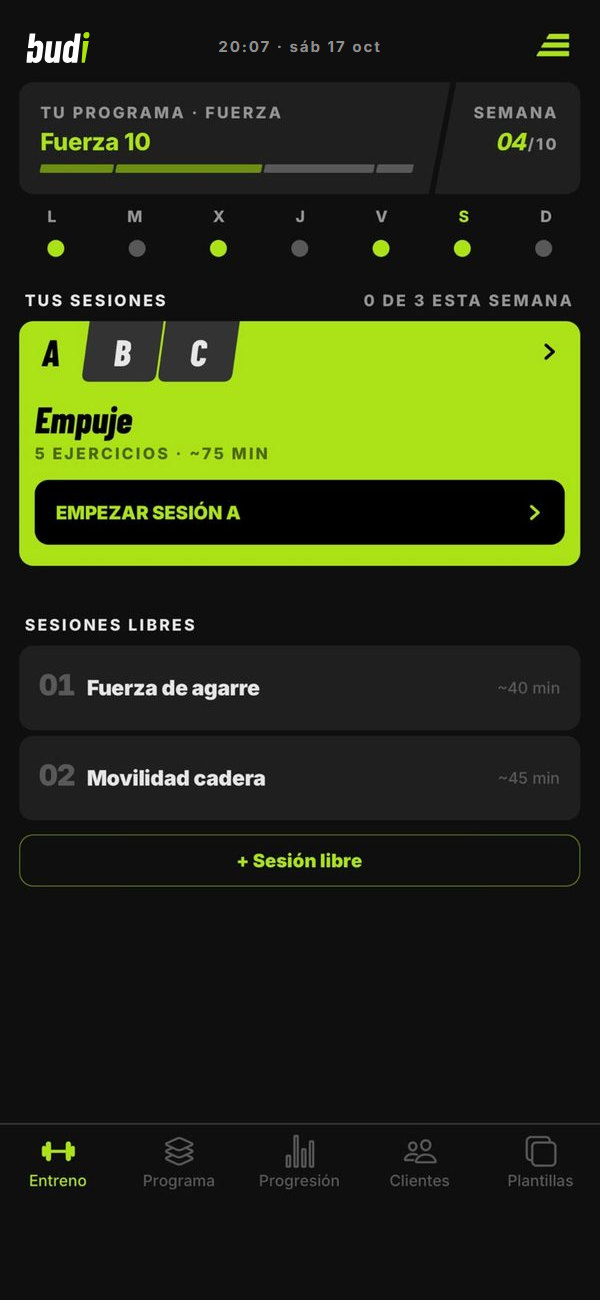 budi
20:07 · sáb 17 oct
TU PROGRAMA · FUERZA
SEMANA
Fuerza 10
04/10
L M X J V S D
TUS SESIONES
0 DE 3 ESTA SEMANA
A B C
Empuje
5 EJERCICIOS · ~75 MIN
EMPEZAR SESIÓN A
SESIONES LIBRES
01 Fuerza de agarre ~40 min
02 Movilidad cadera ~45 min
+ Sesión libre
Entreno Programa Progresión Clientes Plantillas